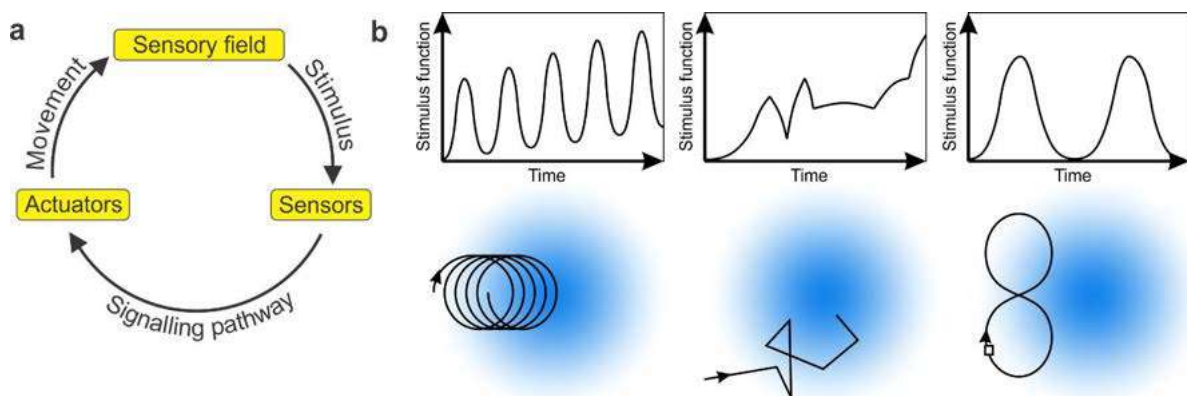 a
Sensory field
Stimulus
Movement
Actuators
Sensors
Signalling pathway
b
Stimulus function
Time
Stimulus function
Time
Stimulus function
Time